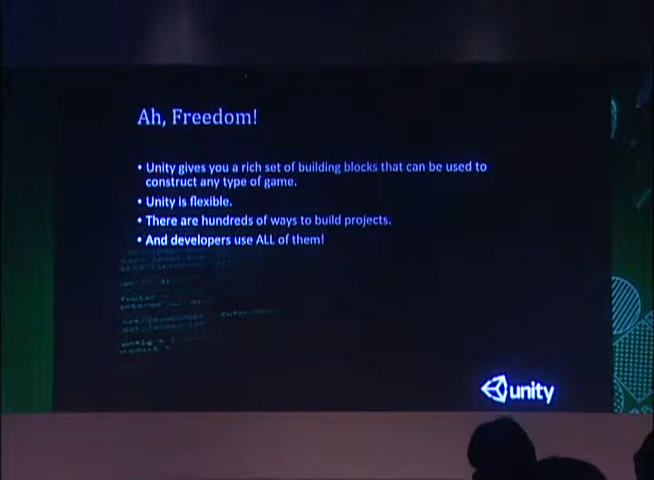 Ah, Freedom!
• Unity gives you a rich set of building blocks that can be used to
construct any type of game.
• Unity is flexible.
• There are hundreds of ways to build projects.
• And developers use ALL of them!
unity